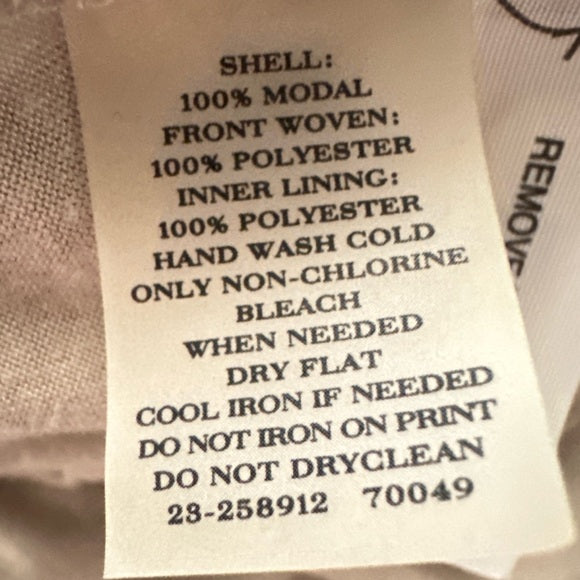 SHELL:
100% MODAL
FRONT WOVEN:
100% POLYESTER
INNER LINING:
100% POLYESTER
HAND WASH COLD
ONLY NON-CHLORINE
BLEACH
WHEN NEEDED
DRY FLAT
COOL IRON IF NEEDED
DO NOT IRON ON PRINT
DO NOT DRYCLEAN
23-258912 70049
REMOVE